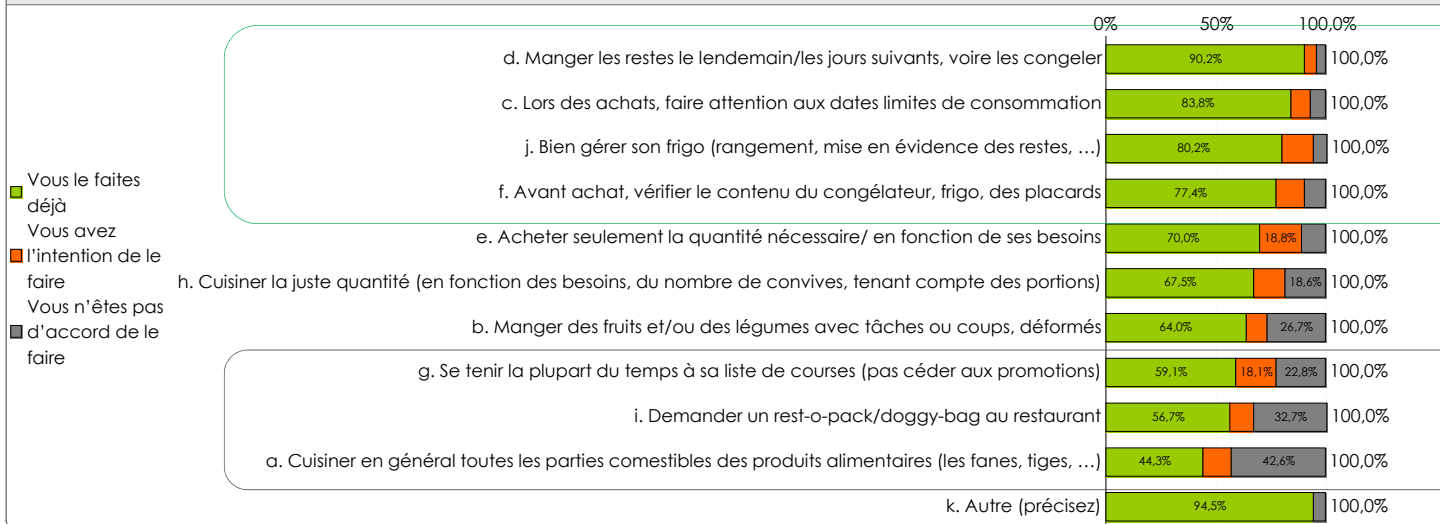 0% 50% 100,0%
d. Manger les restes le lendemain/les jours suivants, voire les congeler 90,2% 100,0%
c. Lors des achats, faire attention aux dates limites de consommation 83,8% 100,0%
j. Bien gérer son frigo (rangement, mise en évidence des restes, …) 80,2% 100,0%
f. Avant achat, vérifier le contenu du congélateur, frigo, des placards 77,4% 100,0%
e. Acheter seulement la quantité nécessaire/ en fonction de ses besoins 70,0% 18,8% 100,0%
h. Cuisiner la juste quantité (en fonction des besoins, du nombre de convives, tenant compte des portions) 67,5% 18,6% 100,0%
b. Manger des fruits et/ou des légumes avec tâches ou coups, déformés 64,0% 26,7% 100,0%
g. Se tenir la plupart du temps à sa liste de courses (pas céder aux promotions) 59,1% 18,1% 22,8% 100,0%
i. Demander un rest-o-pack/doggy-bag au restaurant 56,7% 32,7% 100,0%
a. Cuisiner en général toutes les parties comestibles des produits alimentaires (les fanes, tiges, …) 44,3% 42,6% 100,0%
k. Autre (précisez) 94,5% 100,0%
Vous le faites
déjà
Vous avez
l’intention de le
faire
Vous n’êtes pas
d’accord de le
faire